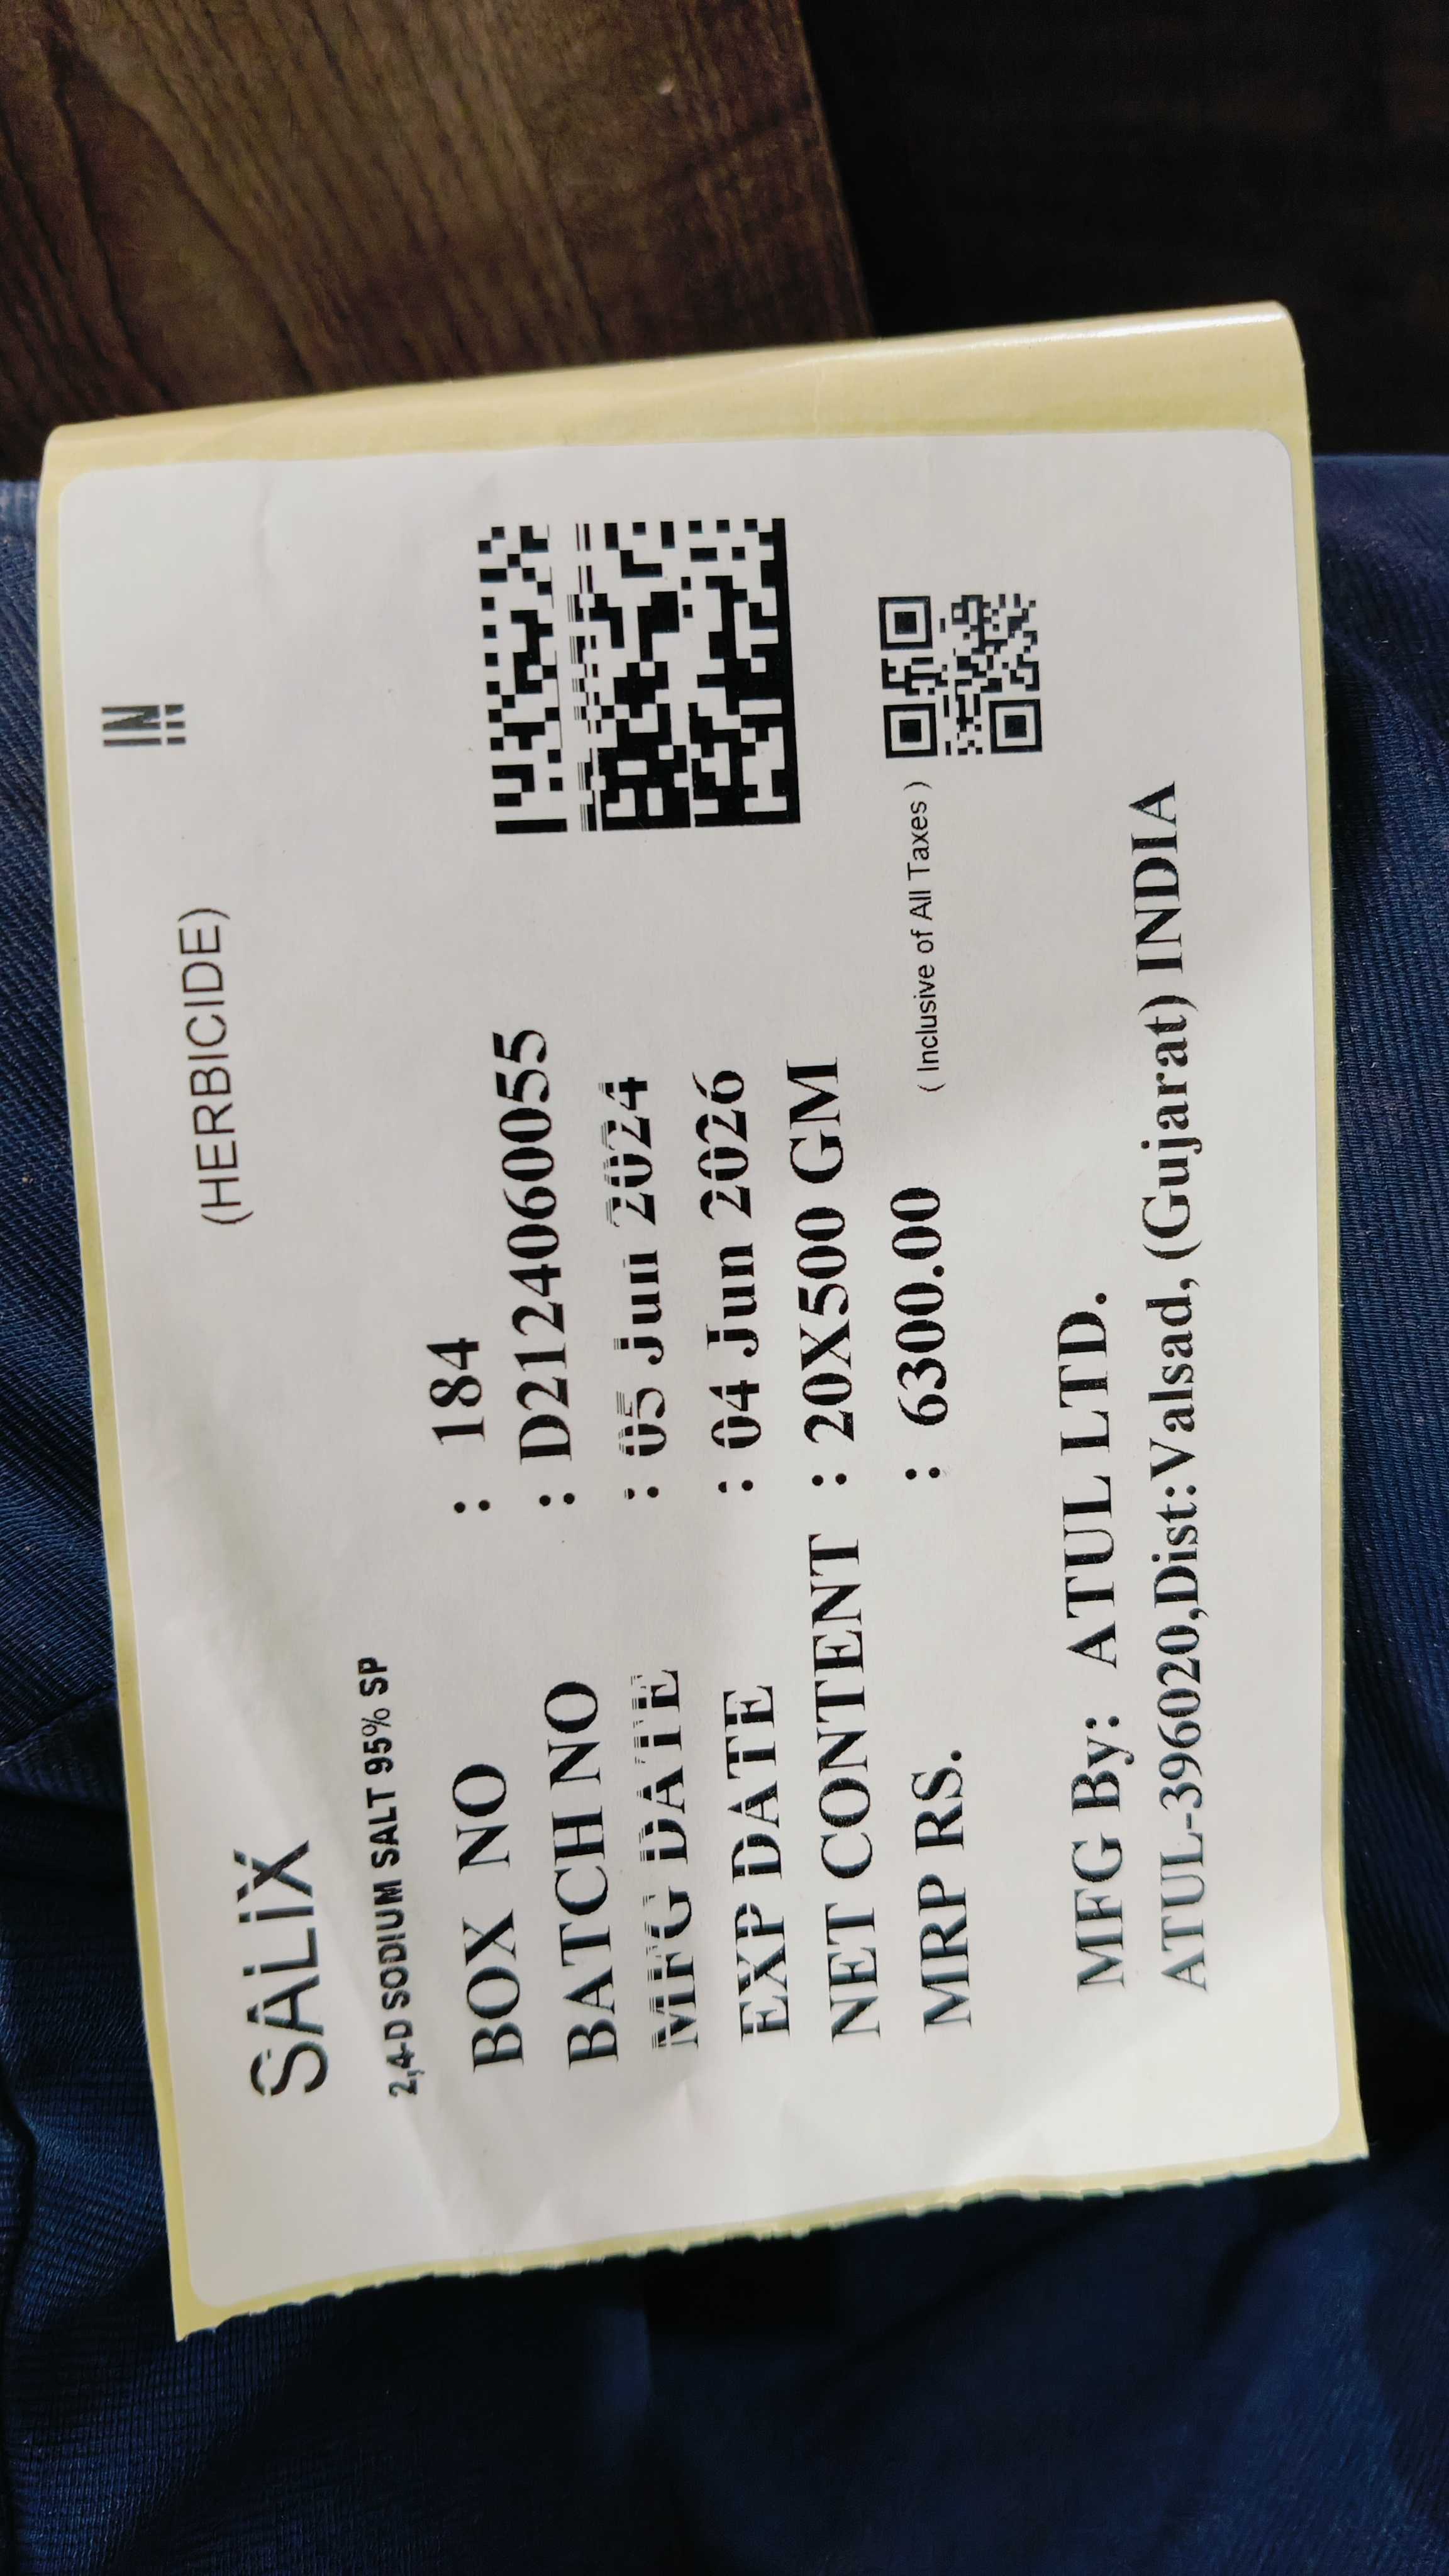 IN
(HERBICIDE)
SALIX
2,4-D SODIUM SALT 95% SP
BOX NO : 184
BATCH NO : D2124060055
MFG DATE : 05 Jun 2024
EXP DATE : 04 Jun 2026
NET CONTENT : 20X500 GM
MRP RS. : 6300.00 ( Inclusive of All Taxes )
MFG By: ATUL LTD.
ATUL-396020,Dist:Valsad, (Gujarat) INDIA